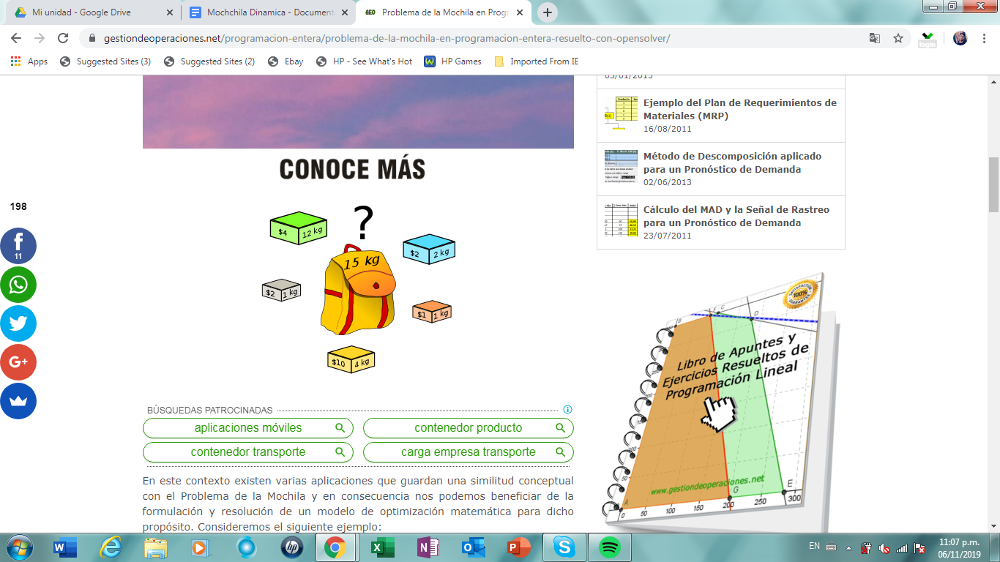 Mi unidad - Google Drive
Mochchila Dinamica - Document
GEO Problema de la Mochila en Progr
gestiondeoperaciones.net/programacion-entera/problema-de-la-mochila-en-programacion-entera-resuelto-con-opensolver/
login
Apps
Suggested Sites (3)
Suggested Sites (2)
Ebay
HP - See What's Hot
HP Games
Imported From IE
CONOCE MÁS
?
$4 12 kg
$2 2 kg
15 kg
$2 1 kg
$1 1 kg
$10 4 kg
198
11
BÚSQUEDAS PATROCINADAS
aplicaciones móviles
contenedor producto
contenedor transporte
carga empresa transporte
En este contexto existen varias aplicaciones que guardan una similitud conceptual
con el Problema de la Mochila y en consecuencia nos podemos beneficiar de la
formulación y resolución de un modelo de optimización matemática para dicho
propósito. Consideremos el siguiente ejemplo:
03/01/2013
Ejemplo del Plan de Requerimientos de
Materiales (MRP)
16/08/2011
Método de Descomposición aplicado
para un Pronóstico de Demanda
02/06/2013
Cálculo del MAD y la Señal de Rastreo
para un Pronóstico de Demanda
23/07/2011
100%
B F C D
Libro de Apuntes y
Ejercicios Resueltos de
Programación Lineal
www.gestiondeoperaciones.net
A G E
0 50 100 150 200 250 300
EN
11:07 p.m.
06/11/2019